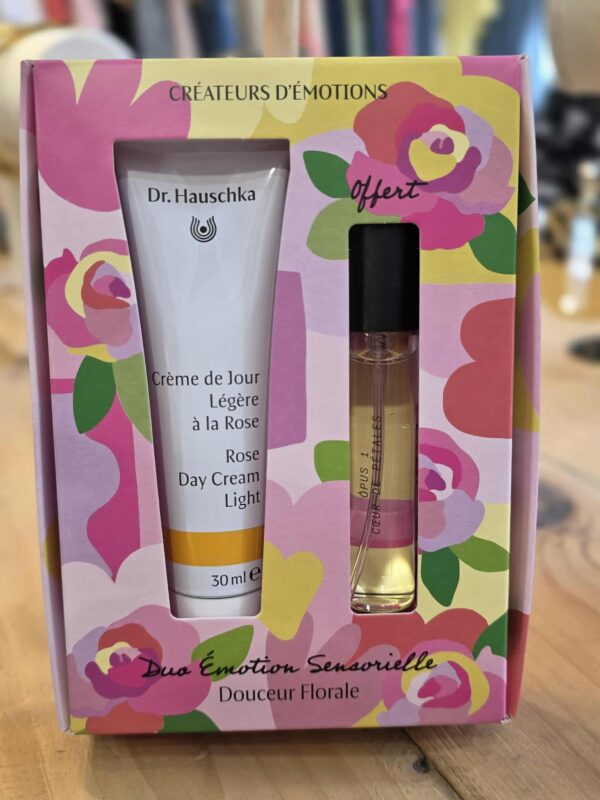 CRÉATEURS D'ÉMOTIONS
Dr. Hauschka
Crème de Jour
Légère
à la Rose
Rose
Day Cream
Light
30 ml ℮
Offert
OPUS 1
CŒUR DE PÉTALES
Duo Émotion Sensorielle
Douceur Florale